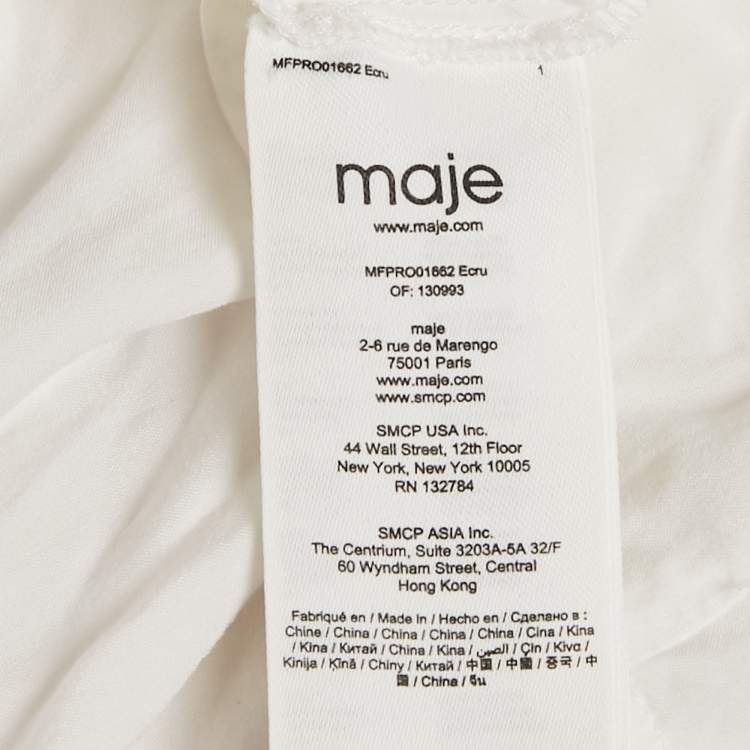 MFPRO01662 Ecru 1
maje
www.maje.com
MFPRO01662 Ecru
OF: 130993
maje
2-6 rue de Marengo
75001 Paris
www.maje.com
www.smcp.com
SMCP USA Inc.
44 Wall Street, 12th Floor
New York, New York 10005
RN 132784
SMCP ASIA Inc.
The Centrium, Suite 3203A-5A 32/F
60 Wyndham Street, Central
Hong Kong
Fabriqué en / Made in / Hecho en / Сделано в :
Chine / China / China / China / China / Cina / Kina
/ Kina / Китай / China / Kina / الصين / Çin / Κίνα /
Kinija / Ķīnā / Chiny / Китай / 中国 / 中國 / 중국 / 中
国 / China / จีน